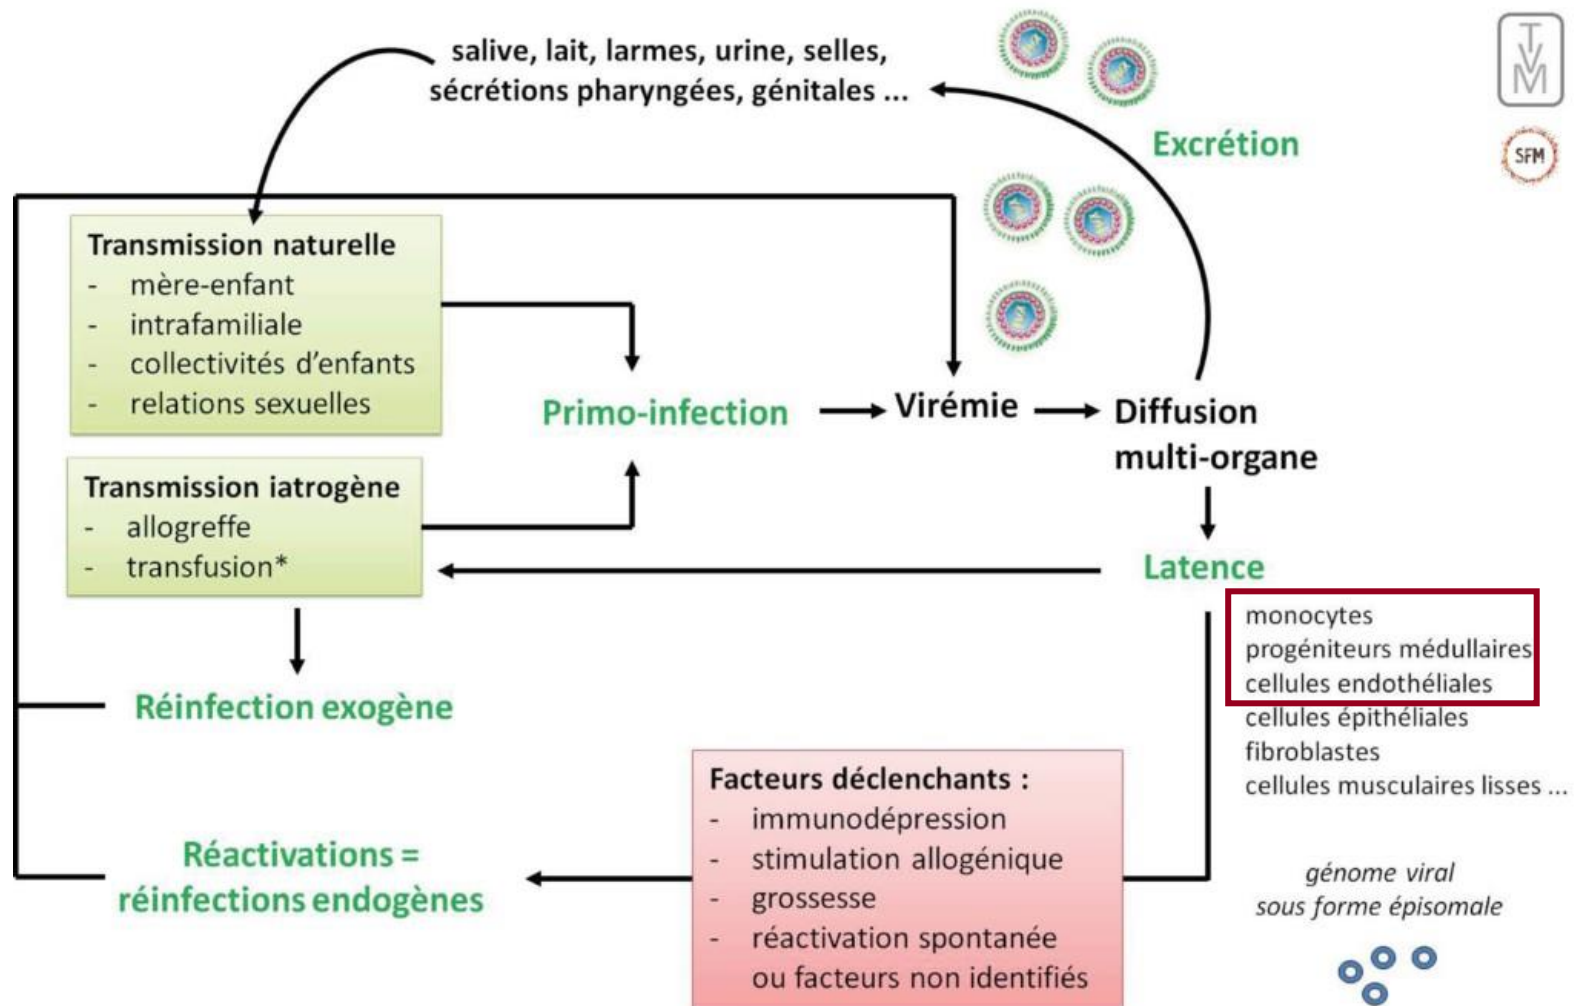 salive, lait, larmes, urine, selles,
sécrétions pharyngées, génitales ...
Excrétion
TVM
SFM
Transmission naturelle
- mère-enfant
- intrafamiliale
- collectivités d'enfants
- relations sexuelles
Primo-infection
Virémie
Diffusion
multi-organe
Transmission iatrogène
- allogreffe
- transfusion*
Latence
monocytes
progéniteurs médullaires
cellules endothéliales
cellules épithéliales
fibroblastes
cellules musculaires lisses ...
Réinfection exogène
Facteurs déclenchants :
- immunodépression
- stimulation allogénique
- grossesse
- réactivation spontanée
ou facteurs non identifiés
Réactivations =
réinfections endogènes
génome viral
sous forme épisomale